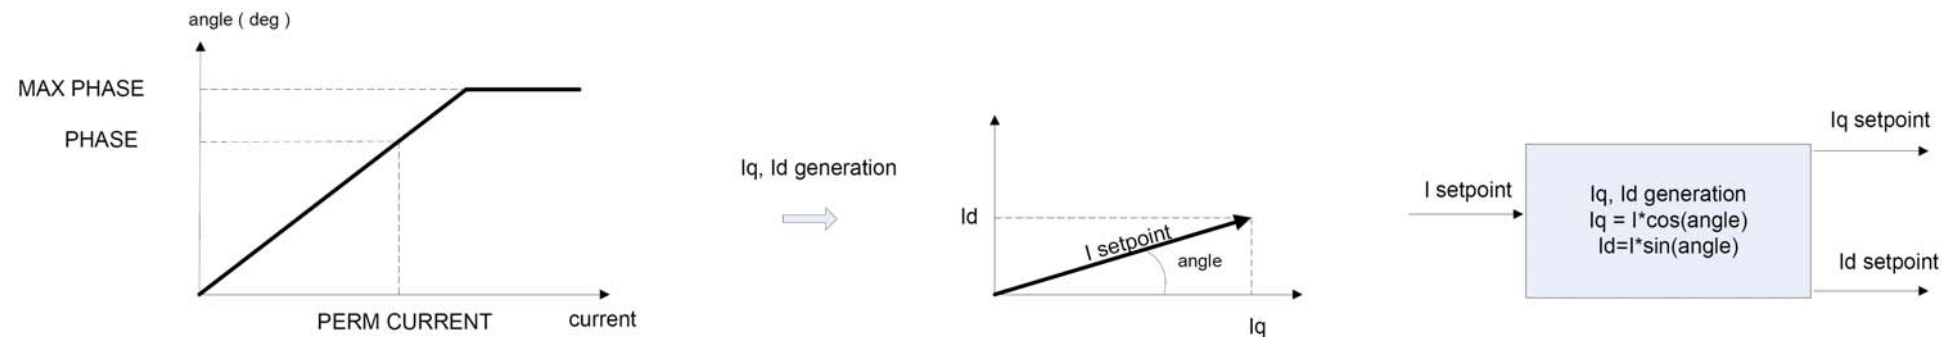 angle ( deg )
MAX PHASE
PHASE
PERM CURRENT
current
Iq, Id generation
Id
I setpoint
angle
Iq
I setpoint
Iq, Id generation
Iq = I*cos(angle)
Id=I*sin(angle)
Iq setpoint
Id setpoint